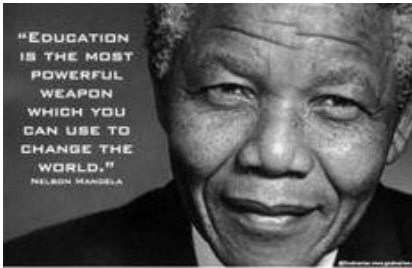 “EDUCATION
IS THE MOST
POWERFUL
WEAPON
WHICH YOU
CAN USE TO
CHANGE THE
WORLD.”
NELSON MANDELA